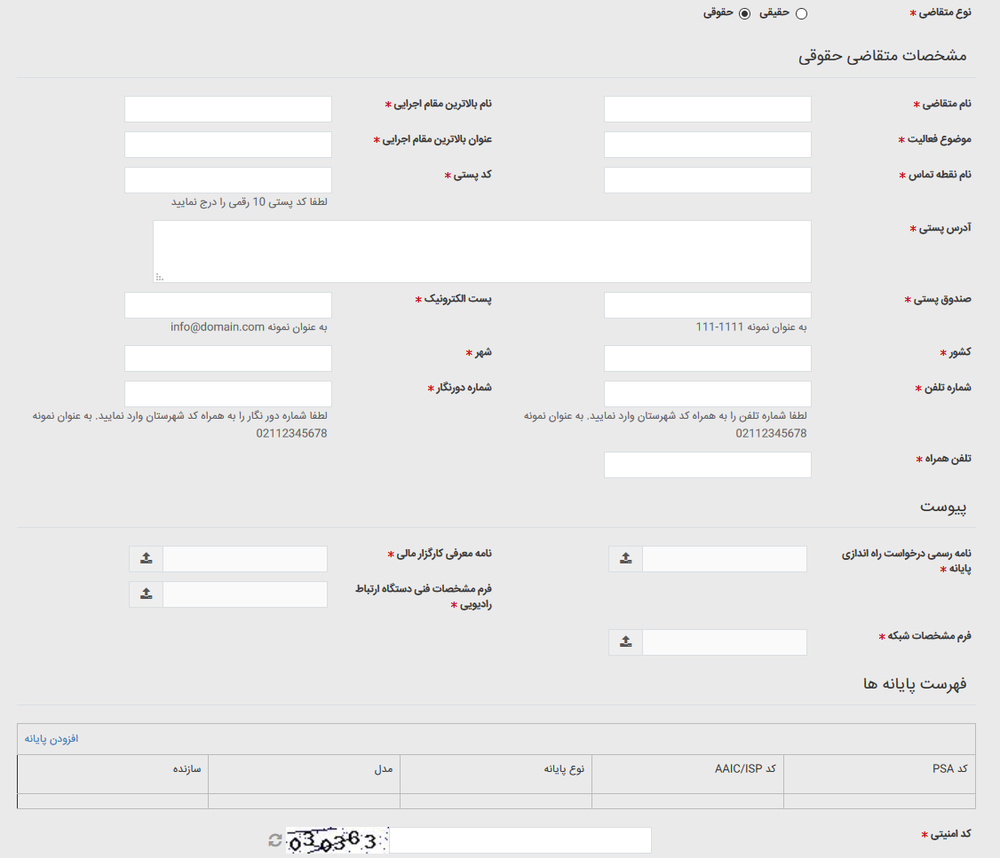 نوع متقاضی * حقیقی حقوقی
مشخصات متقاضی حقوقی
نام متقاضی * نام بالاترین مقام اجرایی *
موضوع فعالیت * عنوان بالاترین مقام اجرایی *
نام نقطه تماس * کد پستی *
لطفا کد پستی 10 رقمی را درج نمایید
آدرس پستی *
صندوق پستی * پست الکترونیک *
به عنوان نمونه 1111-111 به عنوان نمونه info@domain.com
کشور * شهر *
شماره تلفن * شماره دورنگار *
لطفا شماره تلفن را به همراه کد شهرستان وارد نمایید. به عنوان نمونه
02112345678
لطفا شماره دور نگار را به همراه کد شهرستان وارد نمایید. به عنوان نمونه
02112345678
تلفن همراه *
پیوست
نامه رسمی درخواست راه اندازی
پایانه *
نامه معرفی کارگزار مالی *
فرم مشخصات فنی دستگاه ارتباط
رادیویی *
فرم مشخصات شبکه *
فهرست پایانه ها
افزودن پایانه
کد PSA کد AAIC/ISP نوع پایانه مدل سازنده
کد امنیتی * 030363